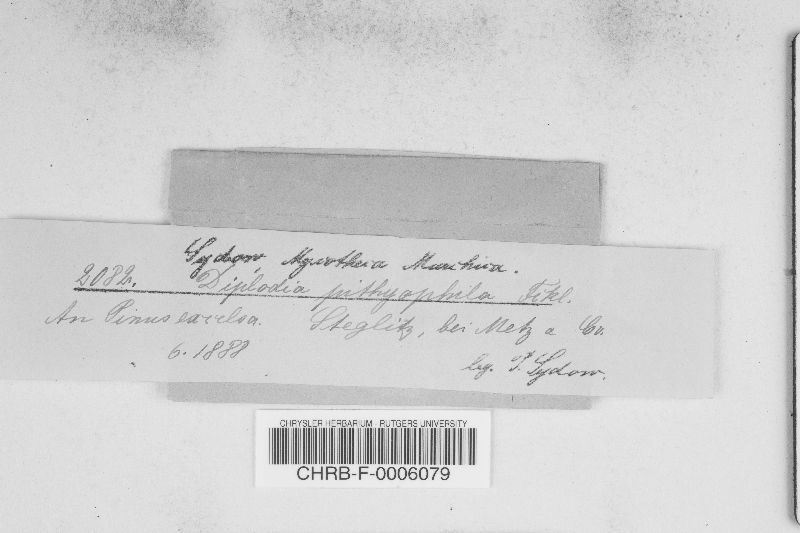 Sydow, Mycotheca Marchica.
2082. Diplodia pithyophila Fckl.
An Pinus excelsa. Steglitz, bei Metz a Co.
6. 1888 leg. P. Sydow.
CHRYSLER HERBARIUM - RUTGERS UNIVERSITY
CHRB-F-0006079